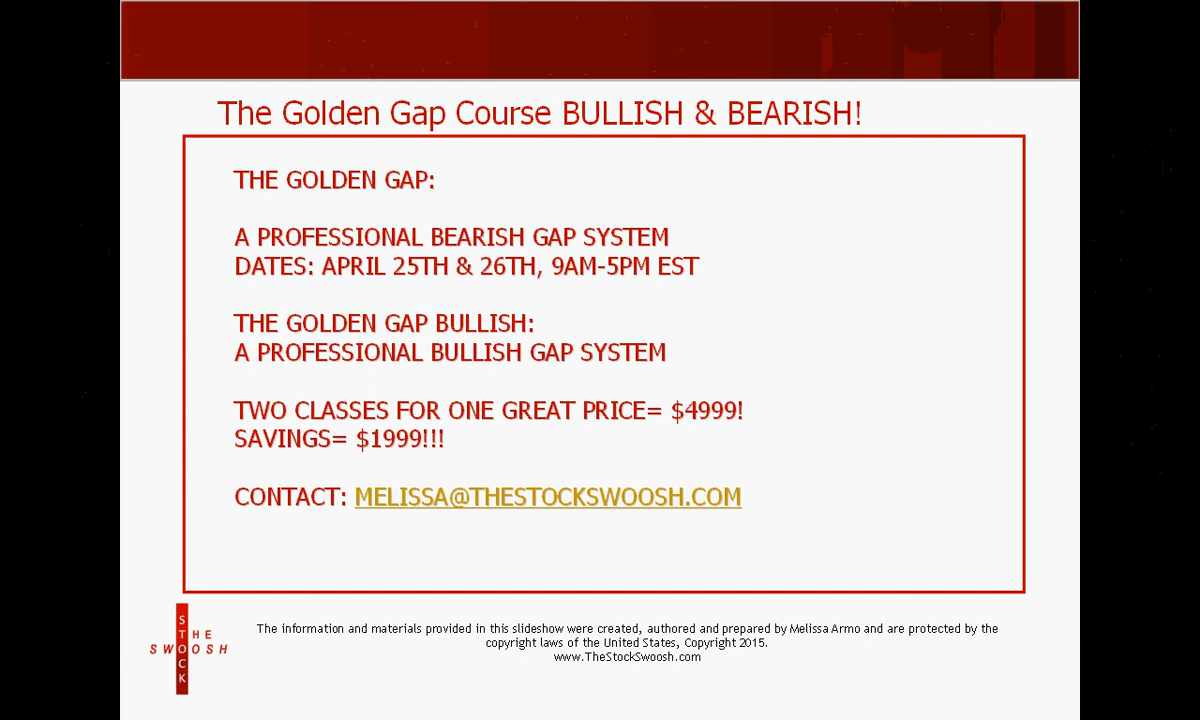 The Golden Gap Course BULLISH & BEARISH!
THE GOLDEN GAP:
A PROFESSIONAL BEARISH GAP SYSTEM
DATES: APRIL 25TH & 26TH, 9AM-5PM EST
THE GOLDEN GAP BULLISH:
A PROFESSIONAL BULLISH GAP SYSTEM
TWO CLASSES FOR ONE GREAT PRICE= $4999!
SAVINGS= $1999!!!
CONTACT: MELISSA@THESTOCKSWOOSH.COM
THE
STOCK
SWOOSH
The information and materials provided in this slideshow were created, authored and prepared by Melissa Armo and are protected by the
copyright laws of the United States, Copyright 2015.
www.TheStockSwoosh.com